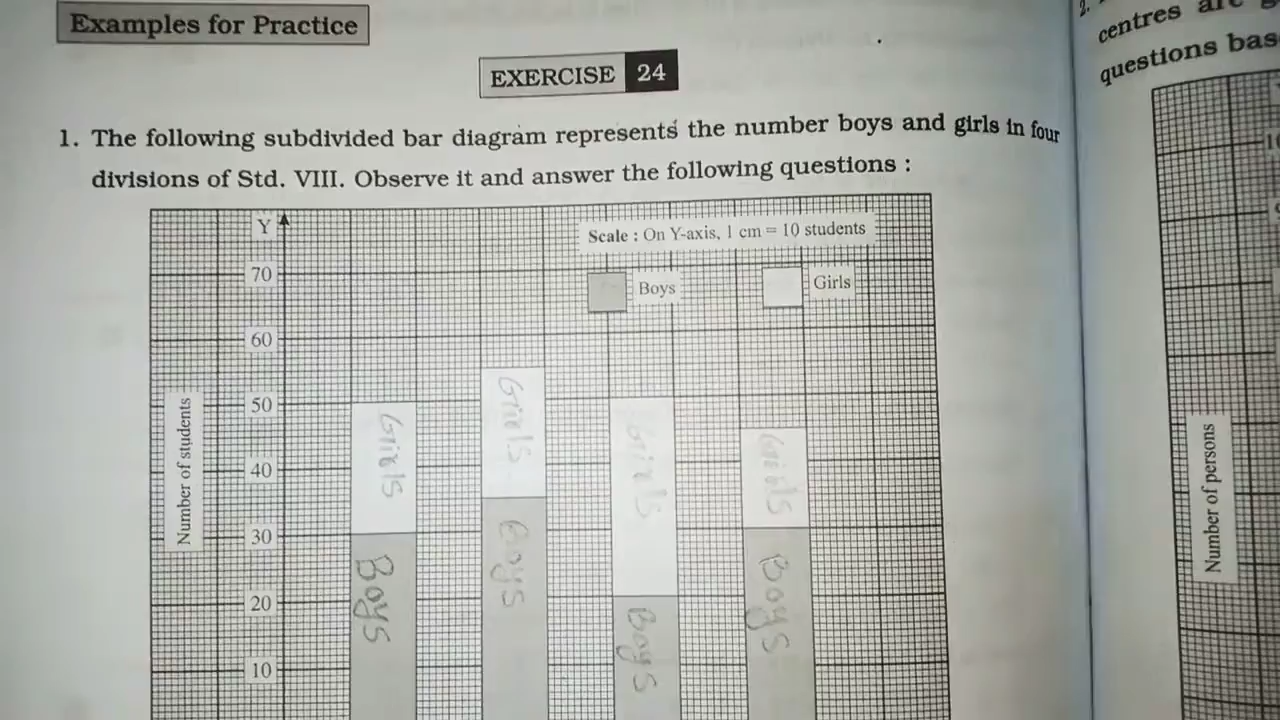 Examples for Practice
EXERCISE 24
1. The following subdivided bar diagram represents the number boys and girls in four
divisions of Std. VIII. Observe it and answer the following questions :
Y
Scale : On Y-axis, 1 cm = 10 students
Boys
Girls
70
60
50
40
30
20
10
Number of students
Girls
Boys
Girls
Boys
Girls
Boys
Girls
Boys
2.
centres are
questions bas
Number of persons